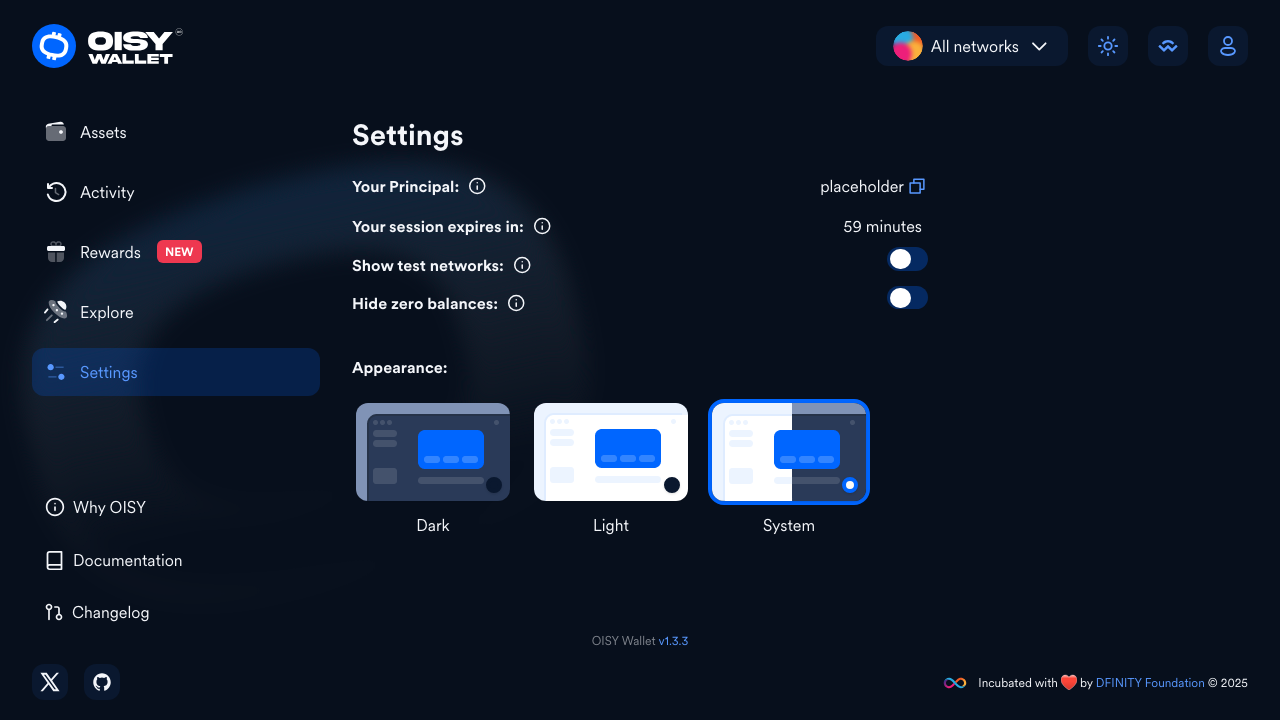 OISY
WALLET
All networks
Assets
Activity
Rewards NEW
Explore
Settings
Why OISY
Documentation
Changelog
Settings
Your Principal: placeholder
Your session expires in: 59 minutes
Show test networks:
Hide zero balances:
Appearance:
Dark Light System
OISY Wallet v1.3.3
Incubated with ❤️ by DFINITY Foundation © 2025